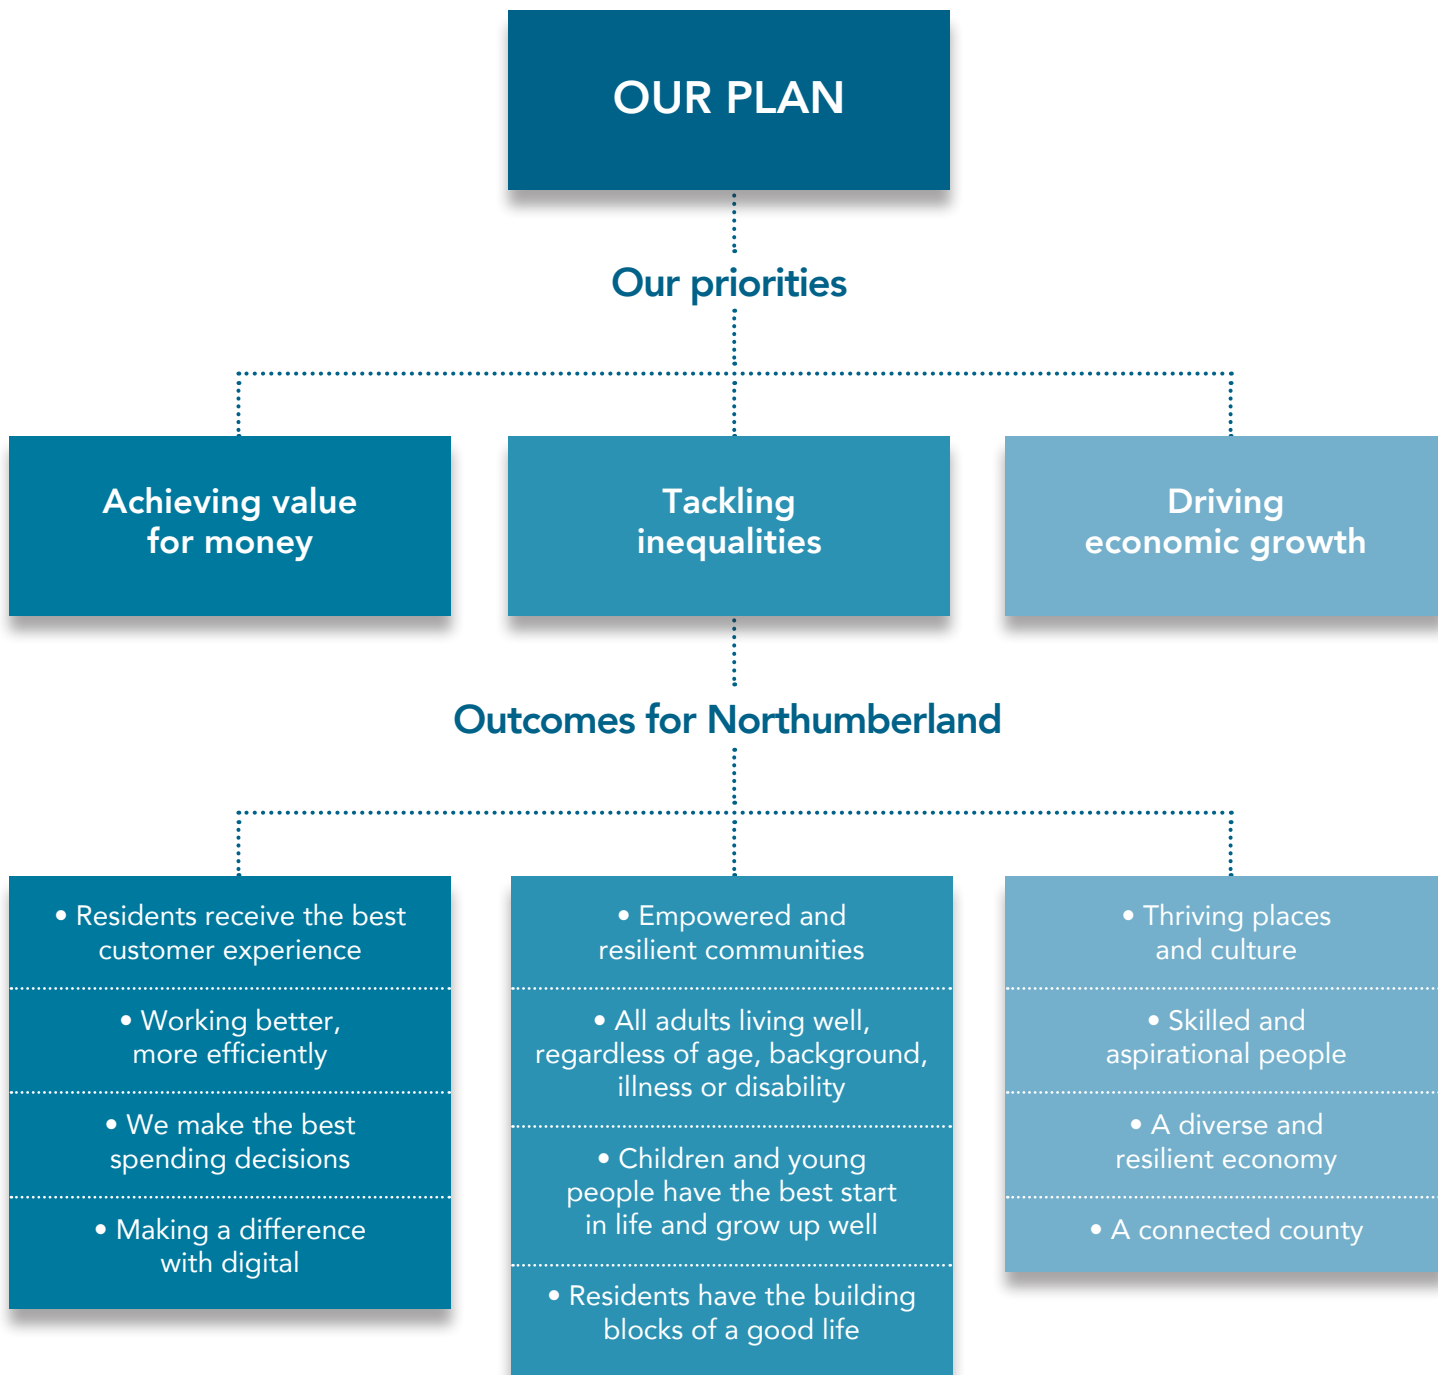 OUR PLAN
Our priorities
Achieving value
for money
Tackling
inequalities
Driving
economic growth
Outcomes for Northumberland
• Residents receive the best
customer experience
• Working better,
more efficiently
• We make the best
spending decisions
• Making a difference
with digital
• Empowered and
resilient communities
• All adults living well,
regardless of age, background,
illness or disability
• Children and young
people have the best start
in life and grow up well
• Residents have the building
blocks of a good life
• Thriving places
and culture
• Skilled and
aspirational people
• A diverse and
resilient economy
• A connected county